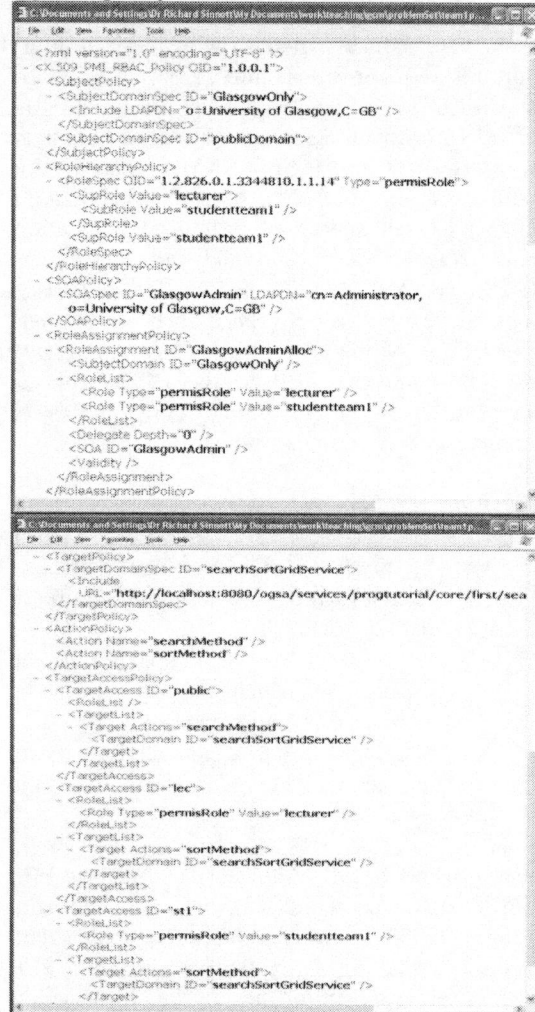 C:\Documents and Settings\Dr Richard Sinnott\My Documents\work\teaching\gcm\problemSet\team1p...
File Edit View Favorites Tools Help
<?xml version="1.0" encoding="UTF-8" ?>
- <X.509_PMI_RBAC_Policy OID="1.0.0.1">
- <SubjectPolicy>
- <SubjectDomainSpec ID="GlasgowOnly">
<Include LDAPDN="o=University of Glasgow,C=GB" />
</SubjectDomainSpec>
+ <SubjectDomainSpec ID="publicDomain">
</SubjectPolicy>
- <RoleHierarchyPolicy>
- <RoleSpec OID="1.2.826.0.1.3344810.1.1.14" Type="permisRole">
- <SupRole Value="lecturer">
<SubRole Value="studentteam1" />
</SupRole>
<SupRole Value="studentteam1" />
</RoleSpec>
</RoleHierarchyPolicy>
- <SOAPolicy>
<SOASpec ID="GlasgowAdmin" LDAPDN="cn=Administrator,
o=University of Glasgow,C=GB" />
</SOAPolicy>
- <RoleAssignmentPolicy>
- <RoleAssignment ID="GlasgowAdminAlloc">
<SubjectDomain ID="GlasgowOnly" />
- <RoleList>
<Role Type="permisRole" Value="lecturer" />
<Role Type="permisRole" Value="studentteam1" />
</RoleList>
<Delegate Depth="0" />
<SOA ID="GlasgowAdmin" />
<Validity />
</RoleAssignment>
</RoleAssignmentPolicy>
C:\Documents and Settings\Dr Richard Sinnott\My Documents\work\teaching\gcm\problemSet\team1p...
File Edit View Favorites Tools Help
- <TargetPolicy>
- <TargetDomainSpec ID="searchSortGridService">
<Include
URL="http://localhost:8080/ogsa/services/progtutorial/core/first/sea
</TargetDomainSpec>
</TargetPolicy>
- <ActionPolicy>
<Action Name="searchMethod" />
<Action Name="sortMethod" />
</ActionPolicy>
- <TargetAccessPolicy>
- <TargetAccess ID="public">
<RoleList />
- <TargetList>
- <Target Actions="searchMethod">
<TargetDomain ID="searchSortGridService" />
</Target>
</TargetList>
</TargetAccess>
- <TargetAccess ID="lec">
- <RoleList>
<Role Type="permisRole" Value="lecturer" />
</RoleList>
- <TargetList>
- <Target Actions="sortMethod">
<TargetDomain ID="searchSortGridService" />
</Target>
</TargetList>
</TargetAccess>
- <TargetAccess ID="st1">
- <RoleList>
<Role Type="permisRole" Value="studentteam1" />
</RoleList>
- <TargetList>
- <Target Actions="sortMethod">
<TargetDomain ID="searchSortGridService" />
</Target>